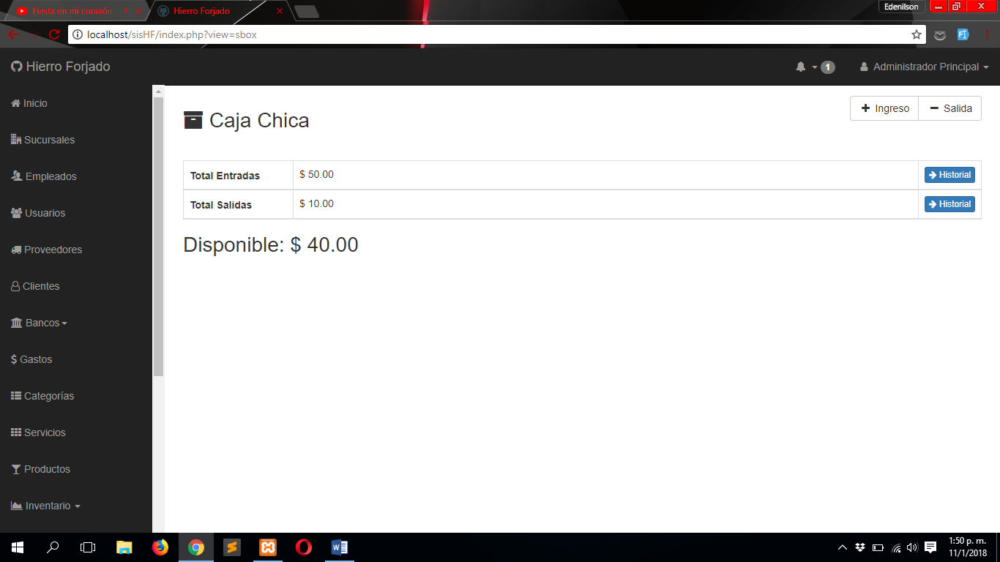 Fiesta en mi corazón
Hierro Forjado
Edenilson
localhost/sisHF/index.php?view=sbox
Hierro Forjado
1
Administrador Principal
Inicio
Sucursales
Empleados
Usuarios
Proveedores
Clientes
Bancos
Gastos
Categorías
Servicios
Productos
Inventario
Ingreso
Salida
Caja Chica
Total Entradas
$ 50.00
Historial
Total Salidas
$ 10.00
Historial
Disponible: $ 40.00
1:50 p. m.
11/1/2018